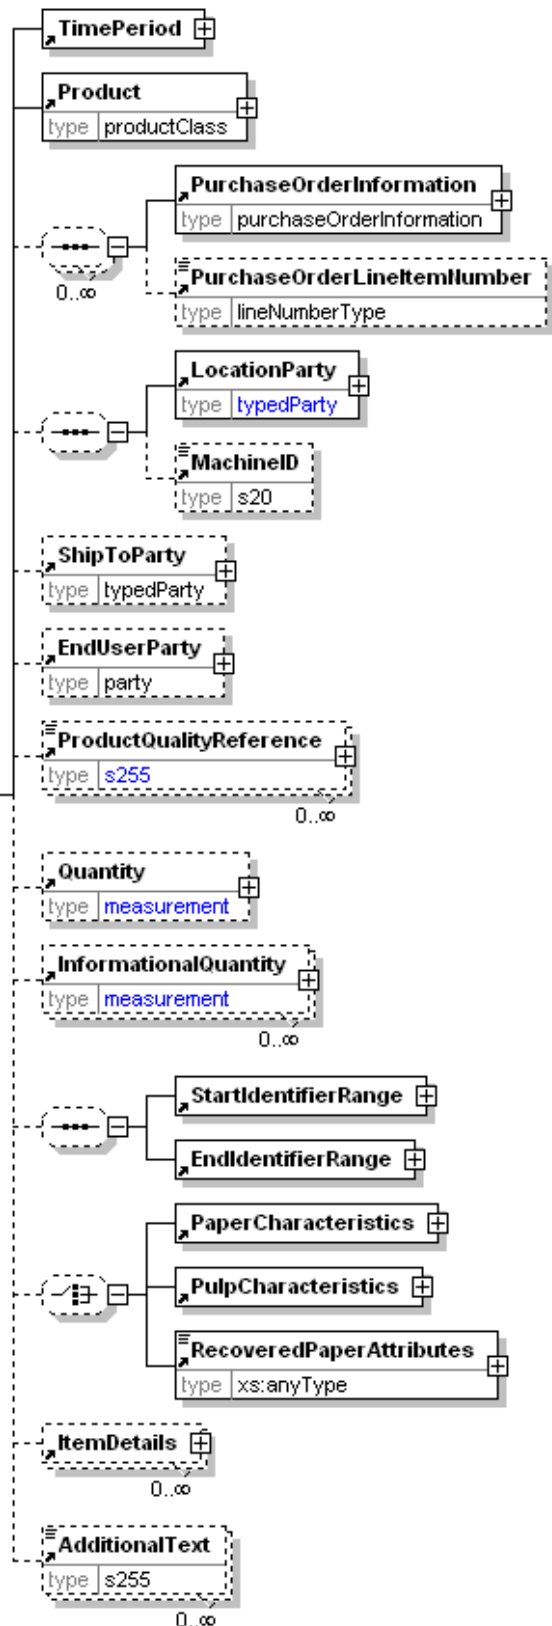 TimePeriod
Product
type productClass
PurchaseOrderInformation
type purchaseOrderInformation
0..∞
PurchaseOrderLineItemNumber
type lineNumberType
LocationParty
type typedParty
MachineID
type s20
ShipToParty
type typedParty
EndUserParty
type party
ProductQualityReference
type s255
0..∞
Quantity
type measurement
InformationalQuantity
type measurement
0..∞
StartIdentifierRange
EndIdentifierRange
PaperCharacteristics
PulpCharacteristics
RecoveredPaperAttributes
type xs:anyType
ItemDetails
0..∞
AdditionalText
type s255
0..∞